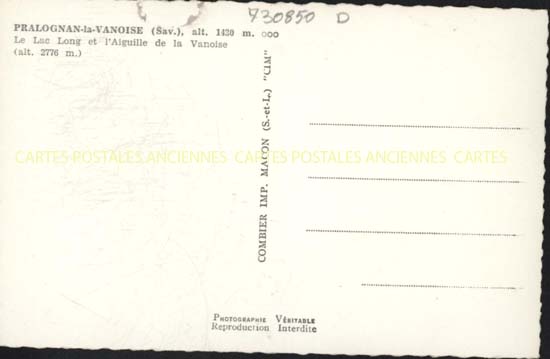 730850 D
PRALOGNAN-la-VANOISE (Sav.), alt. 1430 m. ooo
Le Lac Long et l'Aiguille de la Vanoise
(alt. 2776 m.)
CARTES POSTALES ANCIENNES CARTES POSTALES ANCIENNES CARTES
COMBIER IMP. MACON (S.-et-L.) "CIM"
PHOTOGRAPHIE VÉRITABLE
Reproduction Interdite